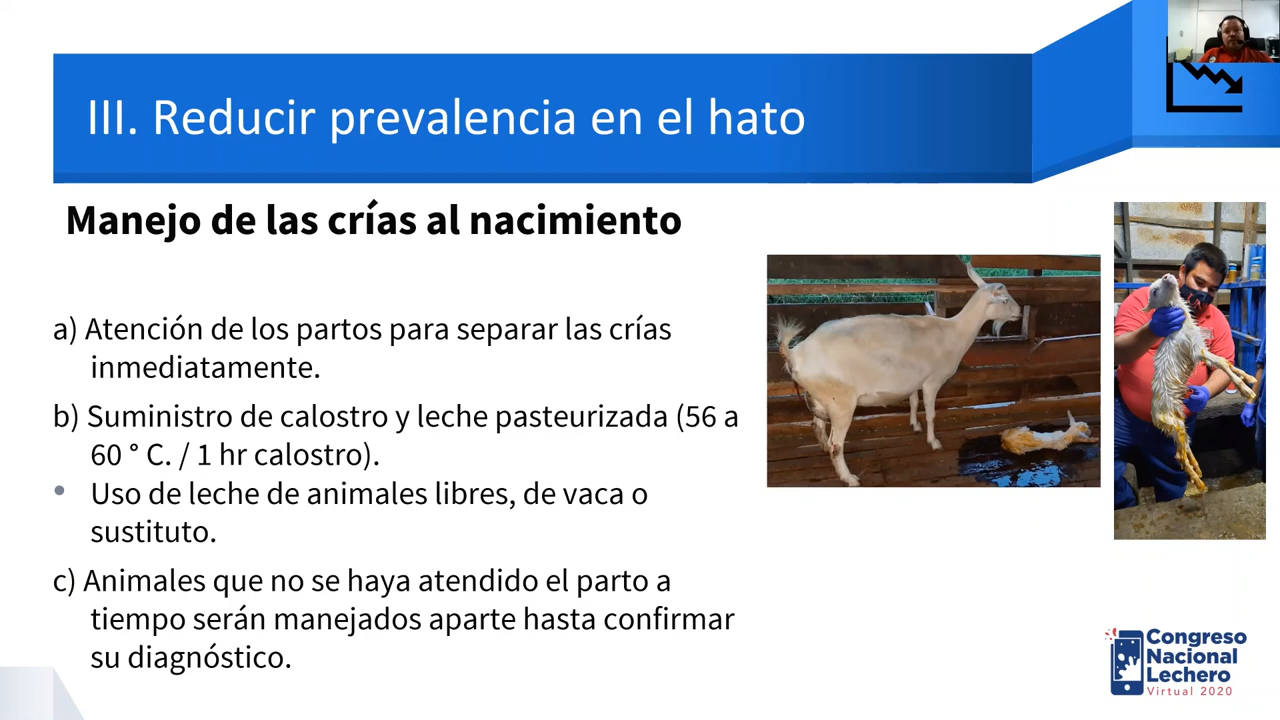 III. Reducir prevalencia en el hato
Manejo de las crías al nacimiento
a) Atención de los partos para separar las crías
inmediatamente.
b) Suministro de calostro y leche pasteurizada (56 a
60 ° C. / 1 hr calostro).
• Uso de leche de animales libres, de vaca o
sustituto.
c) Animales que no se haya atendido el parto a
tiempo serán manejados aparte hasta confirmar
su diagnóstico.
Congreso
Nacional
Lechero
Virtual 2020